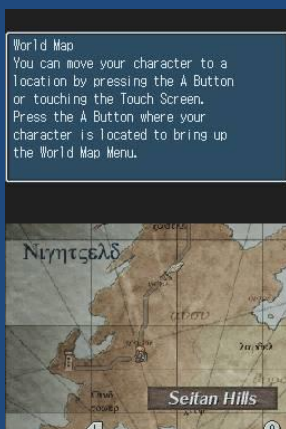 World Map
You can move your character to a
location by pressing the A Button
or touching the Touch Screen.
Press the A Button where your
character is located to bring up
the World Map Menu.
Νιγητςελδ
Seitan Hills